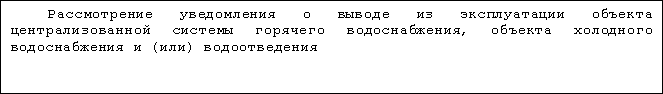 Рассмотрение уведомления о выводе из эксплуатации объекта
централизованной системы горячего водоснабжения, объекта холодного
водоснабжения и (или) водоотведения